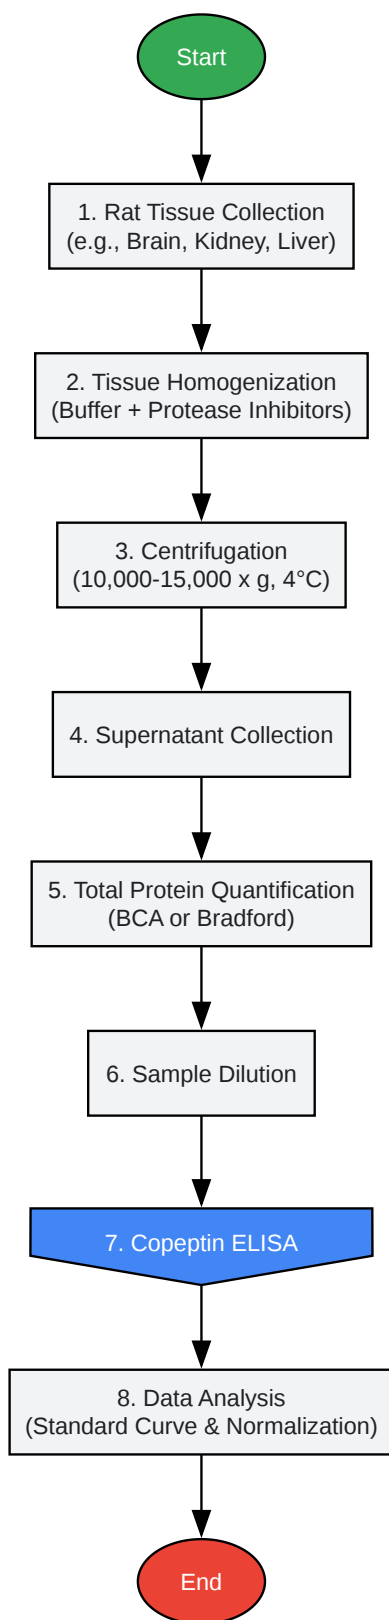 Start
1. Rat Tissue Collection
(e.g., Brain, Kidney, Liver)
2. Tissue Homogenization
(Buffer + Protease Inhibitors)
3. Centrifugation
(10,000-15,000 x g, 4°C)
4. Supernatant Collection
5. Total Protein Quantification
(BCA or Bradford)
6. Sample Dilution
7. Copeptin ELISA
8. Data Analysis
(Standard Curve & Normalization)
End